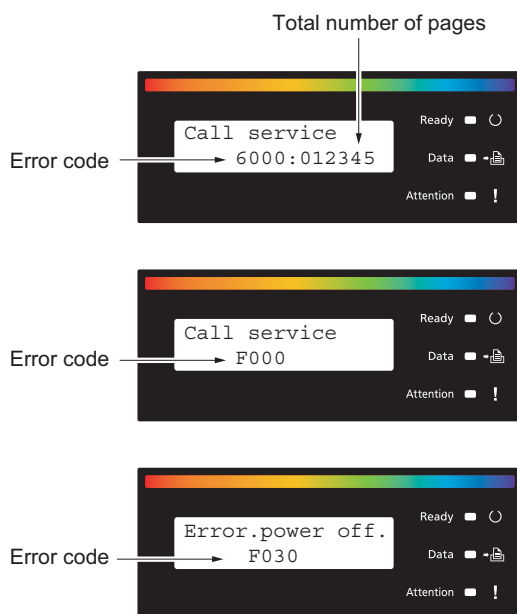 Total number of pages
Ready
Call service
Error code
6000:012345
Data
Attention !
Ready
Call service
Error code
F000
Data
Attention !
Ready
Error.power off.
Error code
F030
Data
Attention !